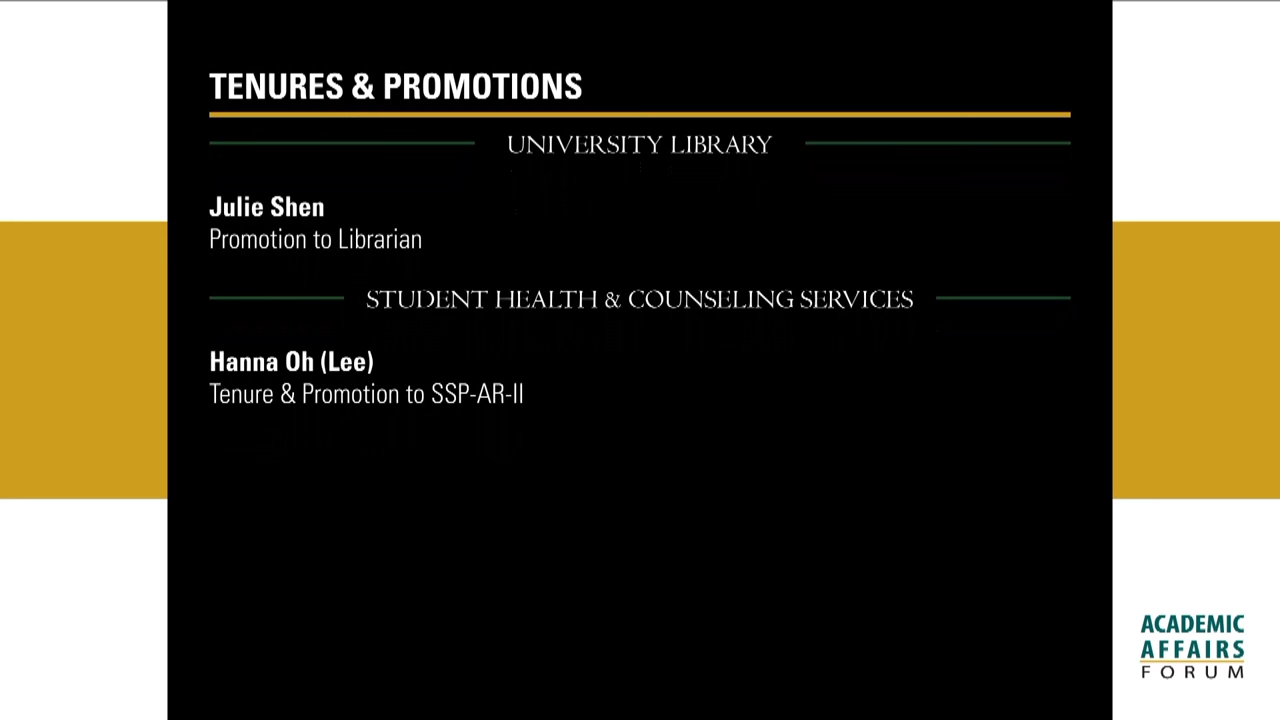 TENURES & PROMOTIONS
UNIVERSITY LIBRARY
Julie Shen
Promotion to Librarian
STUDENT HEALTH & COUNSELING SERVICES
Hanna Oh (Lee)
Tenure & Promotion to SSP-AR-II
ACADEMIC
AFFAIRS
FORUM